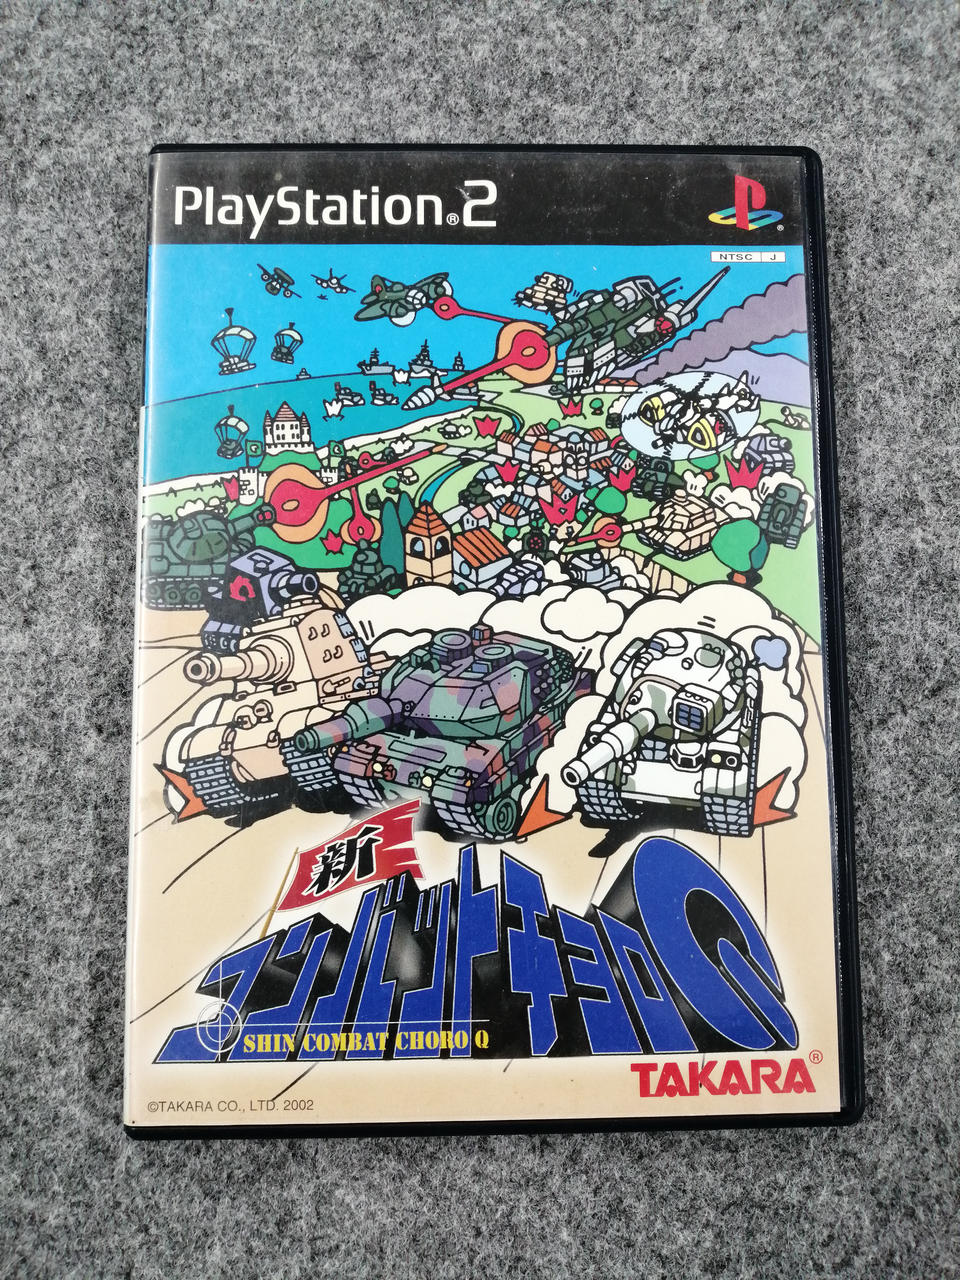 PlayStation®2
®
NTSC J
新
コンバットチョロQ
SHIN COMBAT CHORO Q
TAKARA®
©TAKARA CO., LTD. 2002